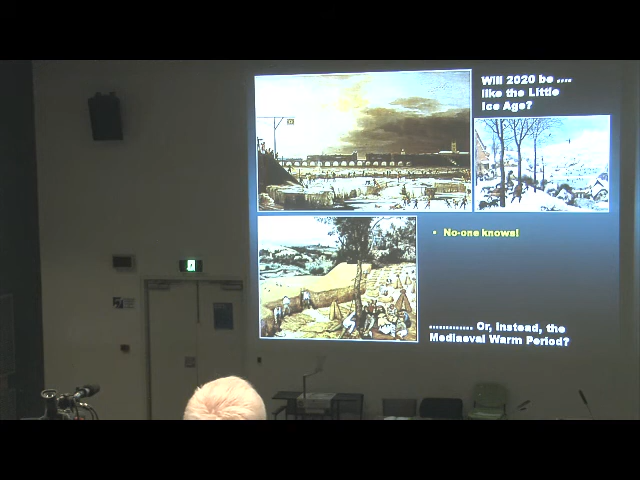 Will 2020 be ....
like the Little
Ice Age?
▪ No-one knows!
............. Or, instead, the
Mediaeval Warm Period?